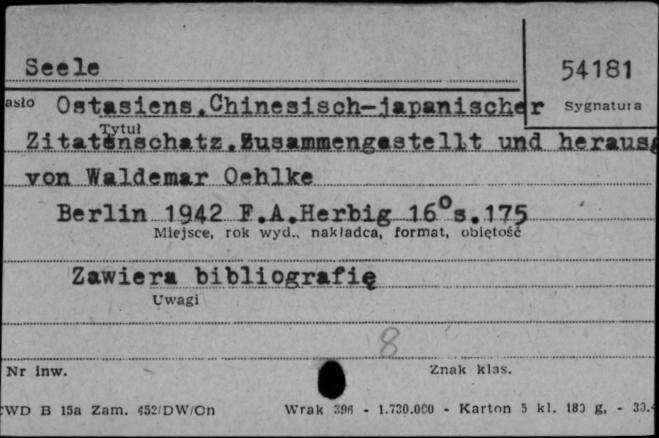 Seele
54181
asło Ostasiens.Chinesisch-japanischer Sygnatura
Tytuł
Zitatenschatz.Zusammengestellt und herausg
von Waldemar Oehlke
Berlin 1942 F.A.Herbig 16°s.175
Miejsce, rok wyd., nakładca, format, objętość
Zawiera bibliografię
Uwagi
8
Nr inw. Znak klas.
CWD B 15a Zam. 452/DW/On Wrak 396 - 1.730.000 - Karton 5 kl. 180 g, - 30.4